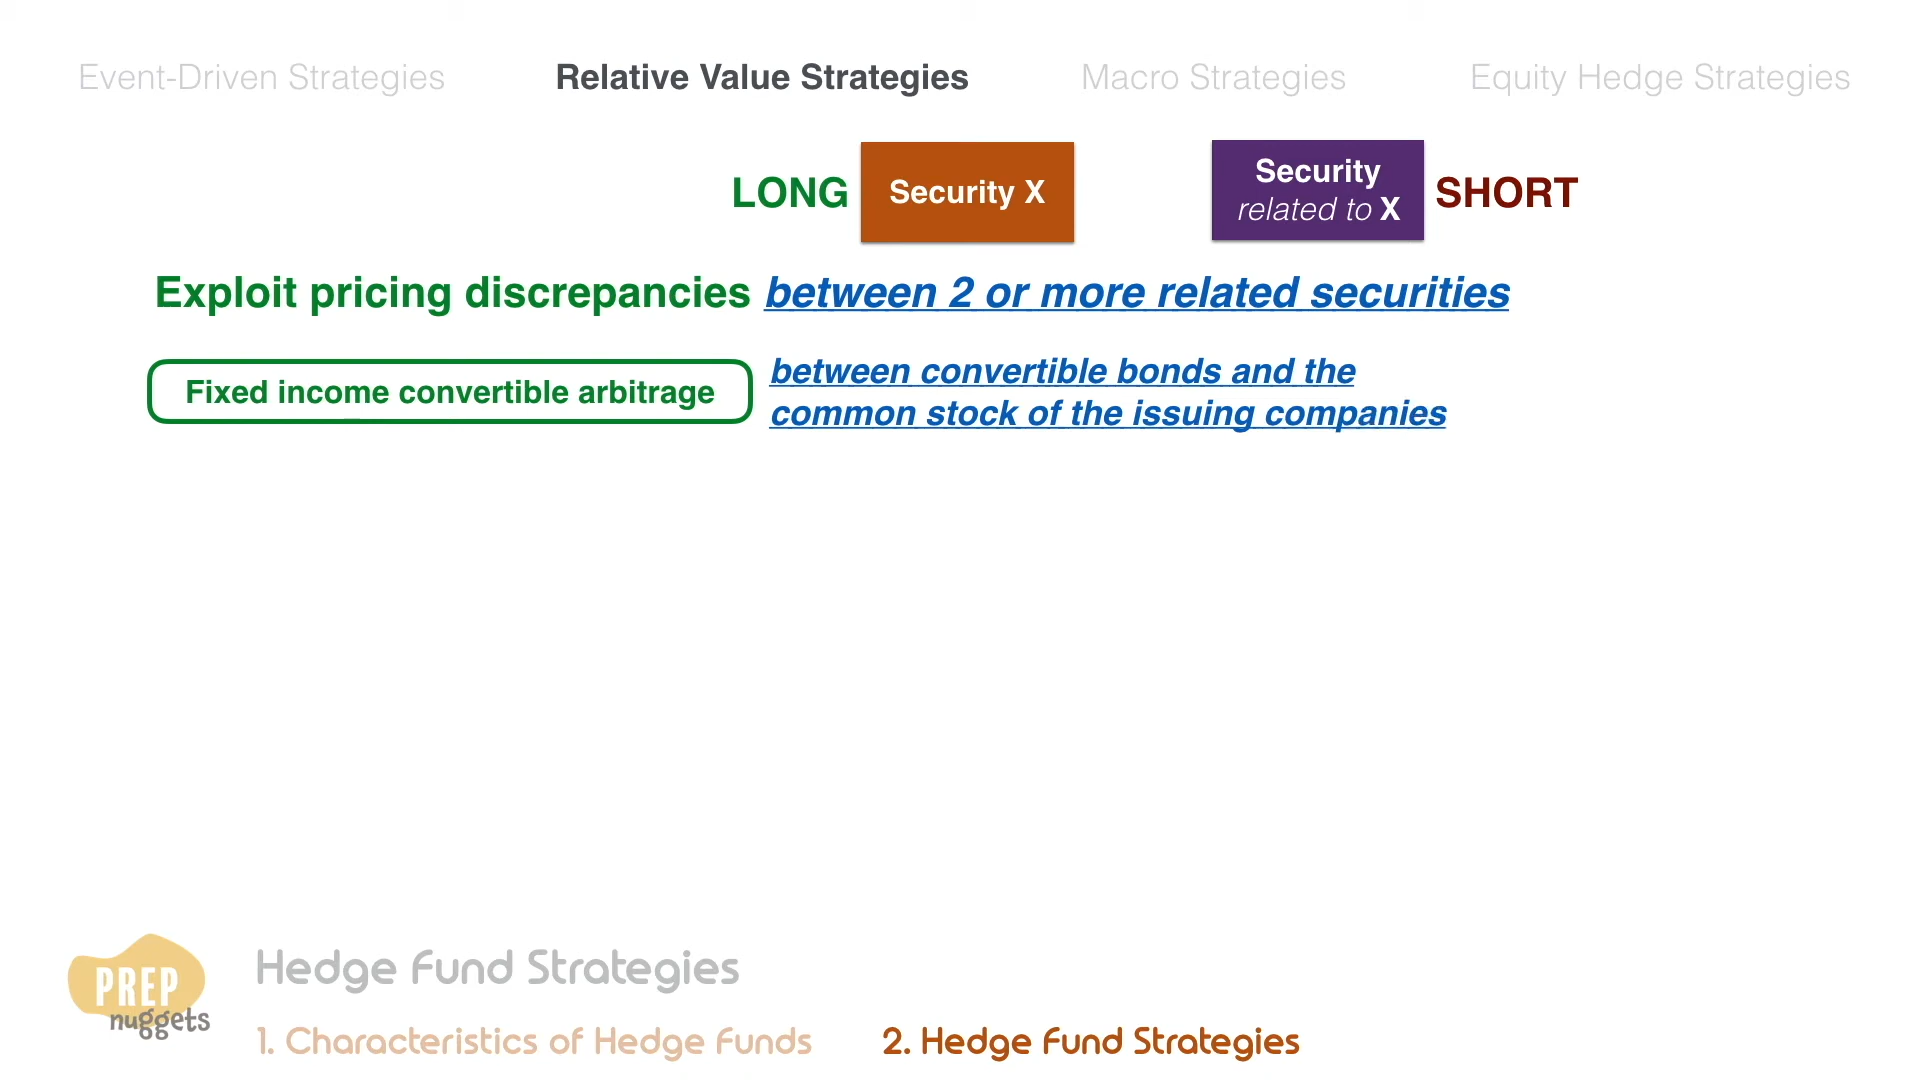 Event-Driven Strategies
Relative Value Strategies
Macro Strategies
Equity Hedge Strategies
LONG
Security X
Security
related to X
SHORT
Exploit pricing discrepancies between 2 or more related securities
Fixed income convertible arbitrage
between convertible bonds and the
common stock of the issuing companies
PREP
nuggets
Hedge Fund Strategies
1. Characteristics of Hedge Funds
2. Hedge Fund Strategies